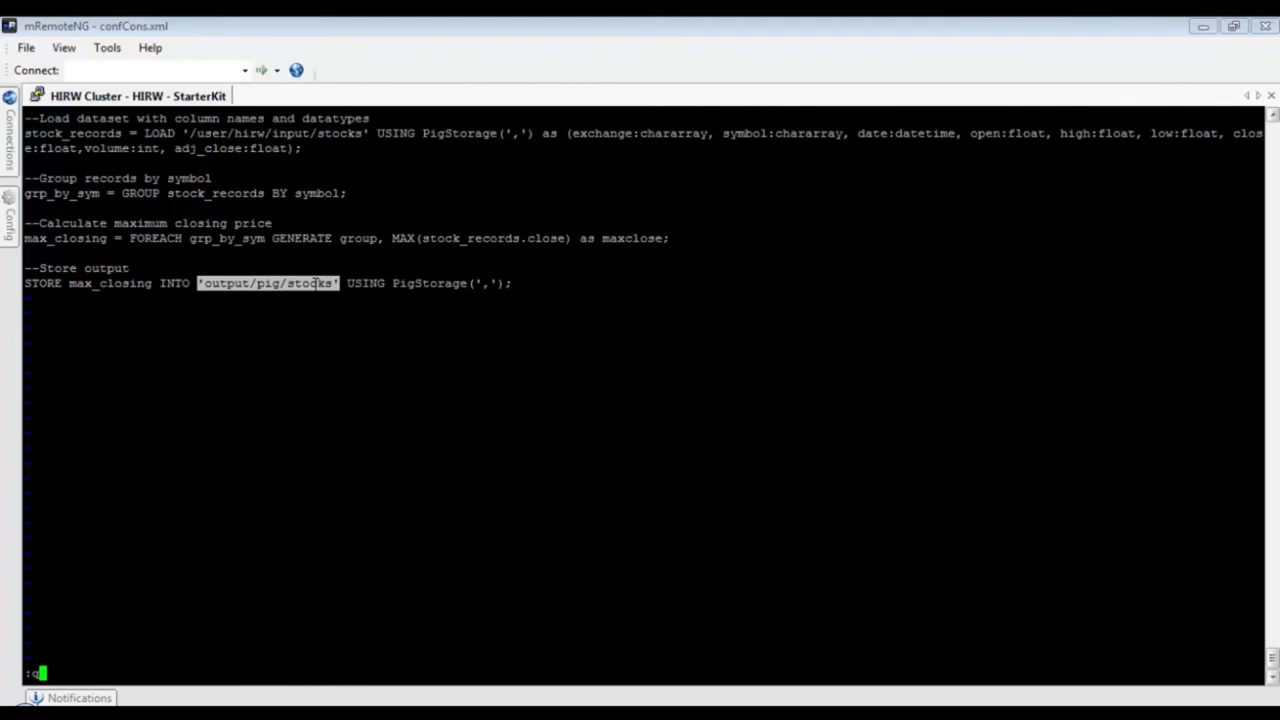 mRemoteNG - confCons.xml
File View Tools Help
Connect:
HIRW Cluster - HIRW - StarterKit
Connections
Config
--Load dataset with column names and datatypes
stock_records = LOAD '/user/hirw/input/stocks' USING PigStorage(',') as (exchange:chararray, symbol:chararray, date:datetime, open:float, high:float, low:float, clos
e:float,volume:int, adj_close:float);
--Group records by symbol
grp_by_sym = GROUP stock_records BY symbol;
--Calculate maximum closing price
max_closing = FOREACH grp_by_sym GENERATE group, MAX(stock_records.close) as maxclose;
--Store output
STORE max_closing INTO 'output/pig/stocks' USING PigStorage(',');
:q
Notifications